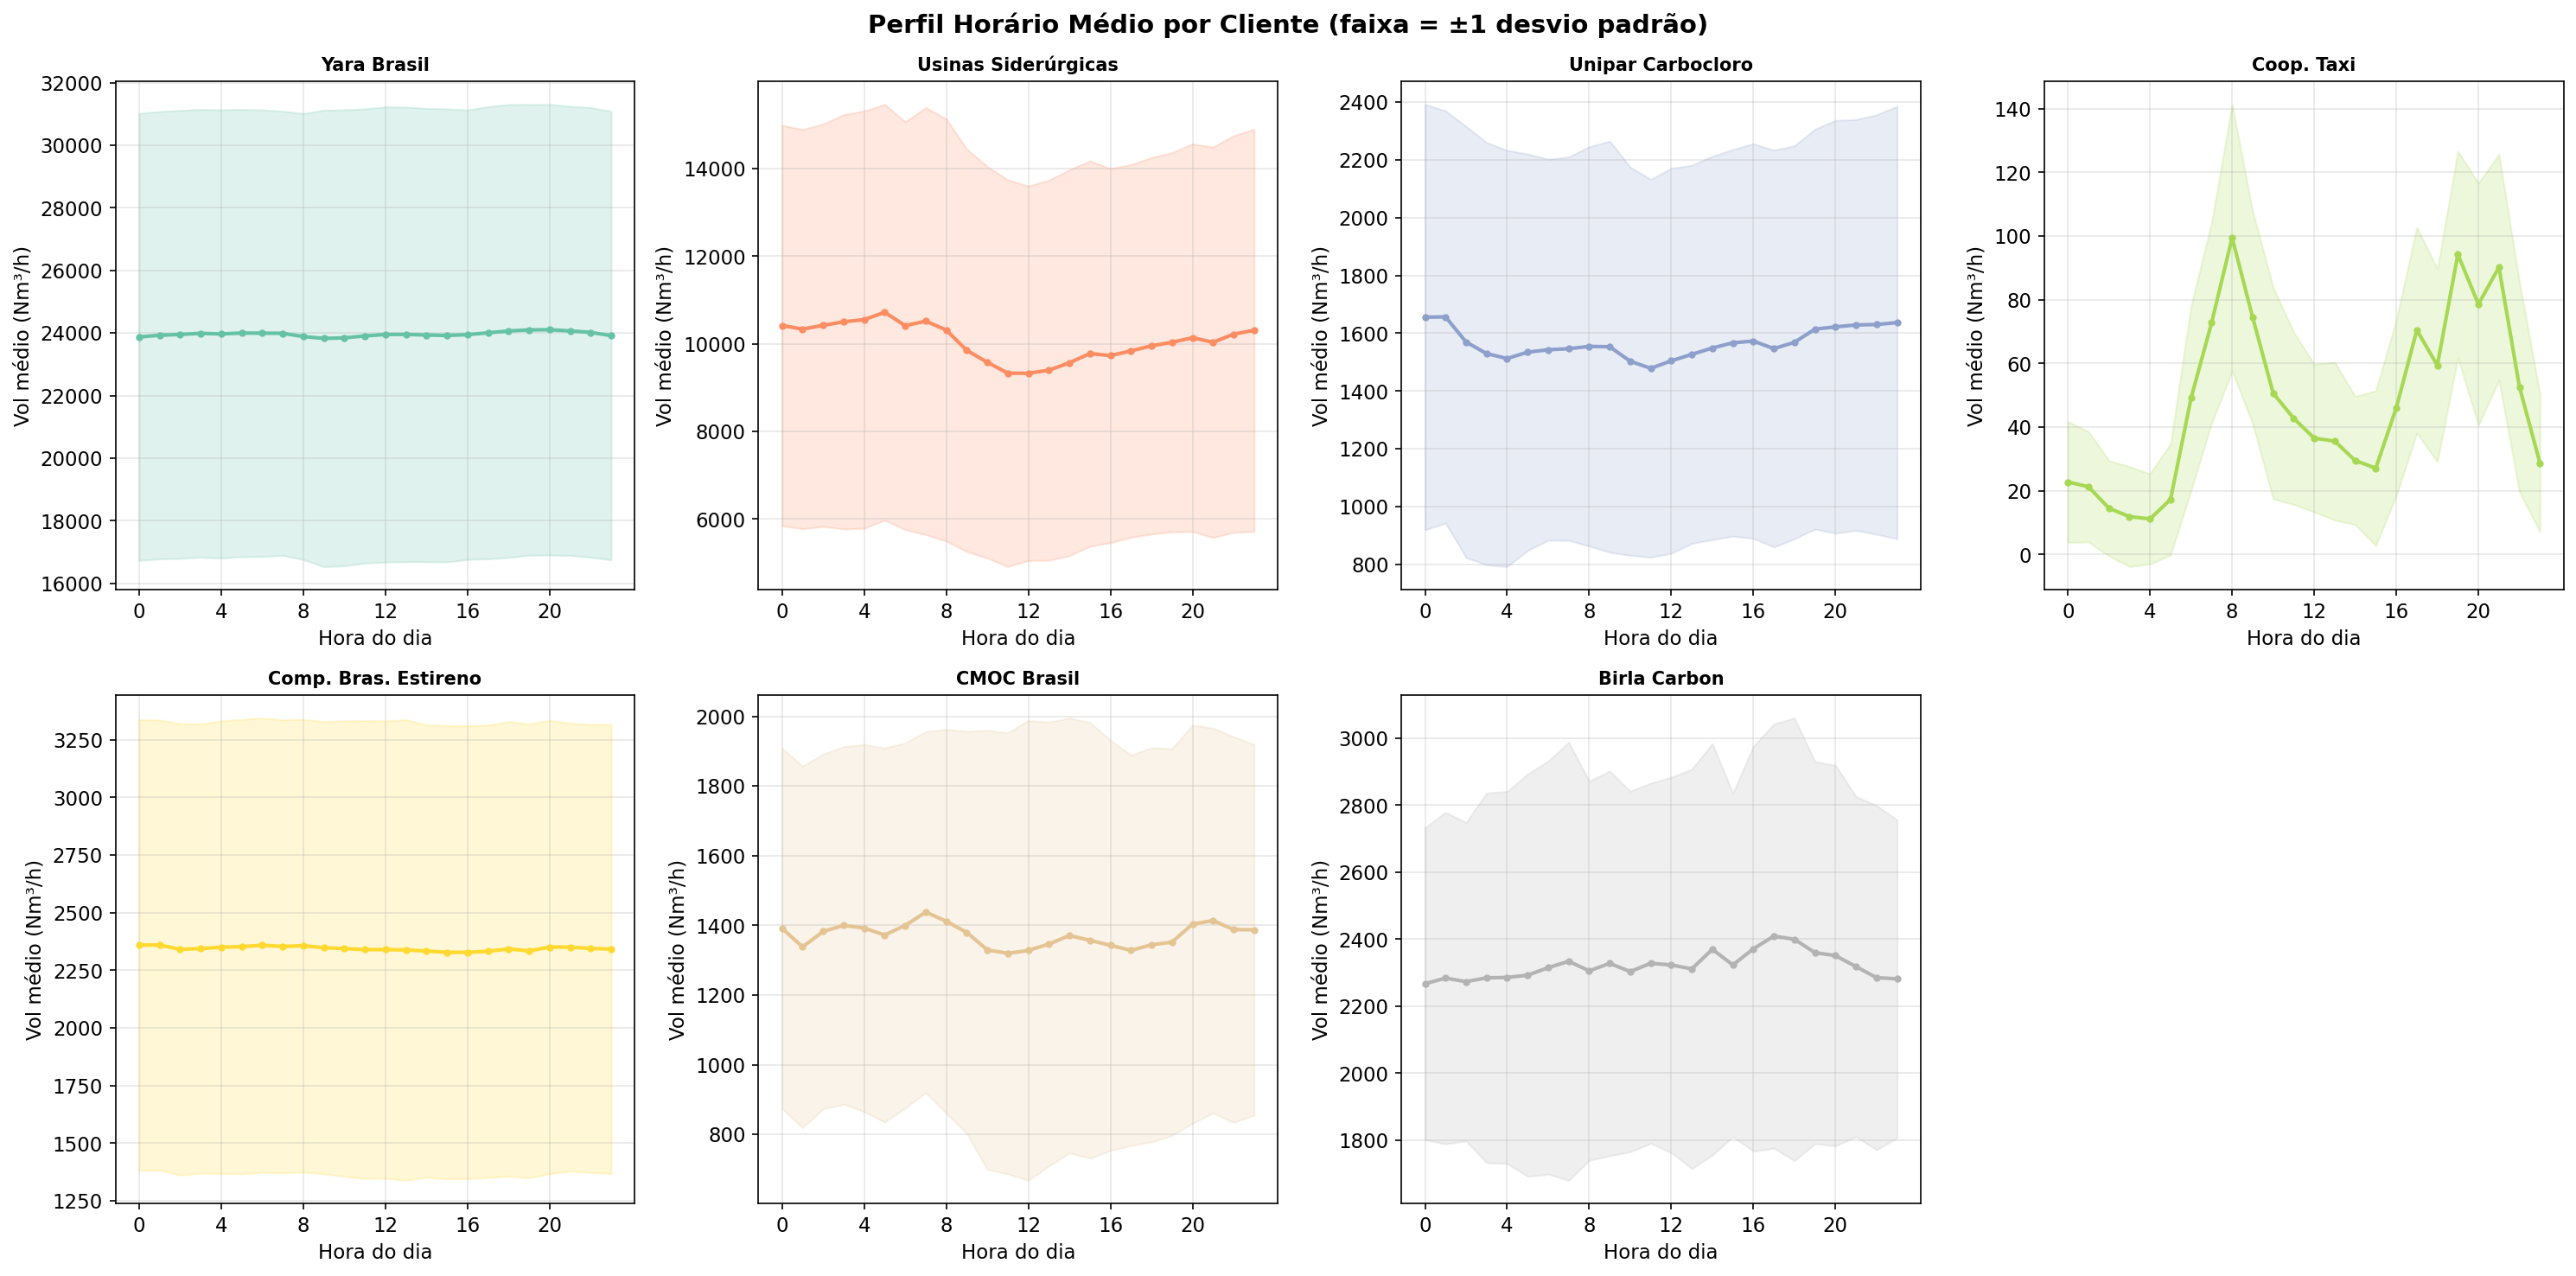 Perfil Horário Médio por Cliente (faixa = ±1 desvio padrão)
Yara Brasil
Vol médio (Nm³/h)
32000
30000
28000
26000
24000
22000
20000
18000
16000
0 4 8 12 16 20
Hora do dia
Usinas Siderúrgicas
Vol médio (Nm³/h)
14000
12000
10000
8000
6000
0 4 8 12 16 20
Hora do dia
Unipar Carbocloro
Vol médio (Nm³/h)
2400
2200
2000
1800
1600
1400
1200
1000
800
0 4 8 12 16 20
Hora do dia
Coop. Taxi
Vol médio (Nm³/h)
140
120
100
80
60
40
20
0
0 4 8 12 16 20
Hora do dia
Comp. Bras. Estireno
Vol médio (Nm³/h)
3250
3000
2750
2500
2250
2000
1750
1500
1250
0 4 8 12 16 20
Hora do dia
CMOC Brasil
Vol médio (Nm³/h)
2000
1800
1600
1400
1200
1000
800
0 4 8 12 16 20
Hora do dia
Birla Carbon
Vol médio (Nm³/h)
3000
2800
2600
2400
2200
2000
1800
0 4 8 12 16 20
Hora do dia